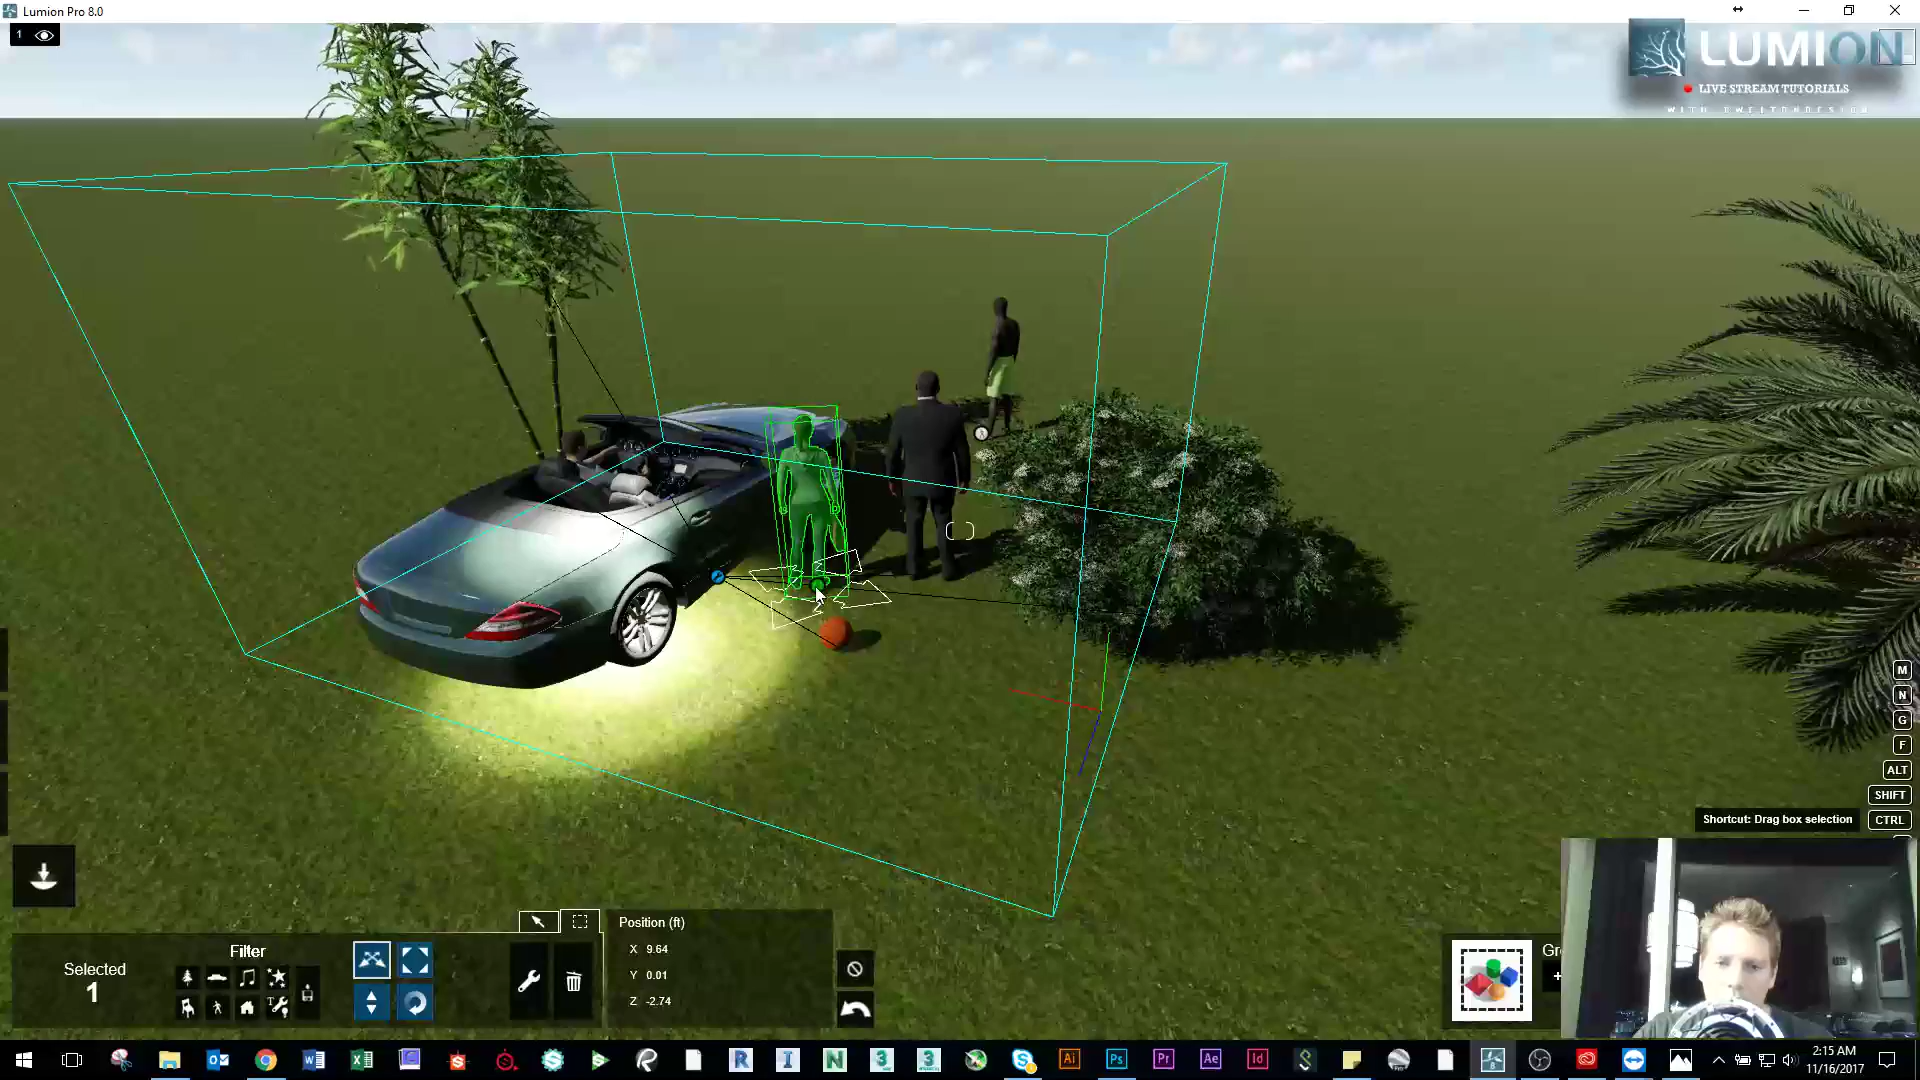 Lumion Pro 8.0
1
LUMION
LIVE STREAM TUTORIALS
M
N
G
F
ALT
SHIFT
Shortcut: Drag box selection
CTRL
Position (ft)
X 9.64
Y 0.01
Z -2.74
Filter
Selected
1
Gr
2:15 AM
11/16/2017